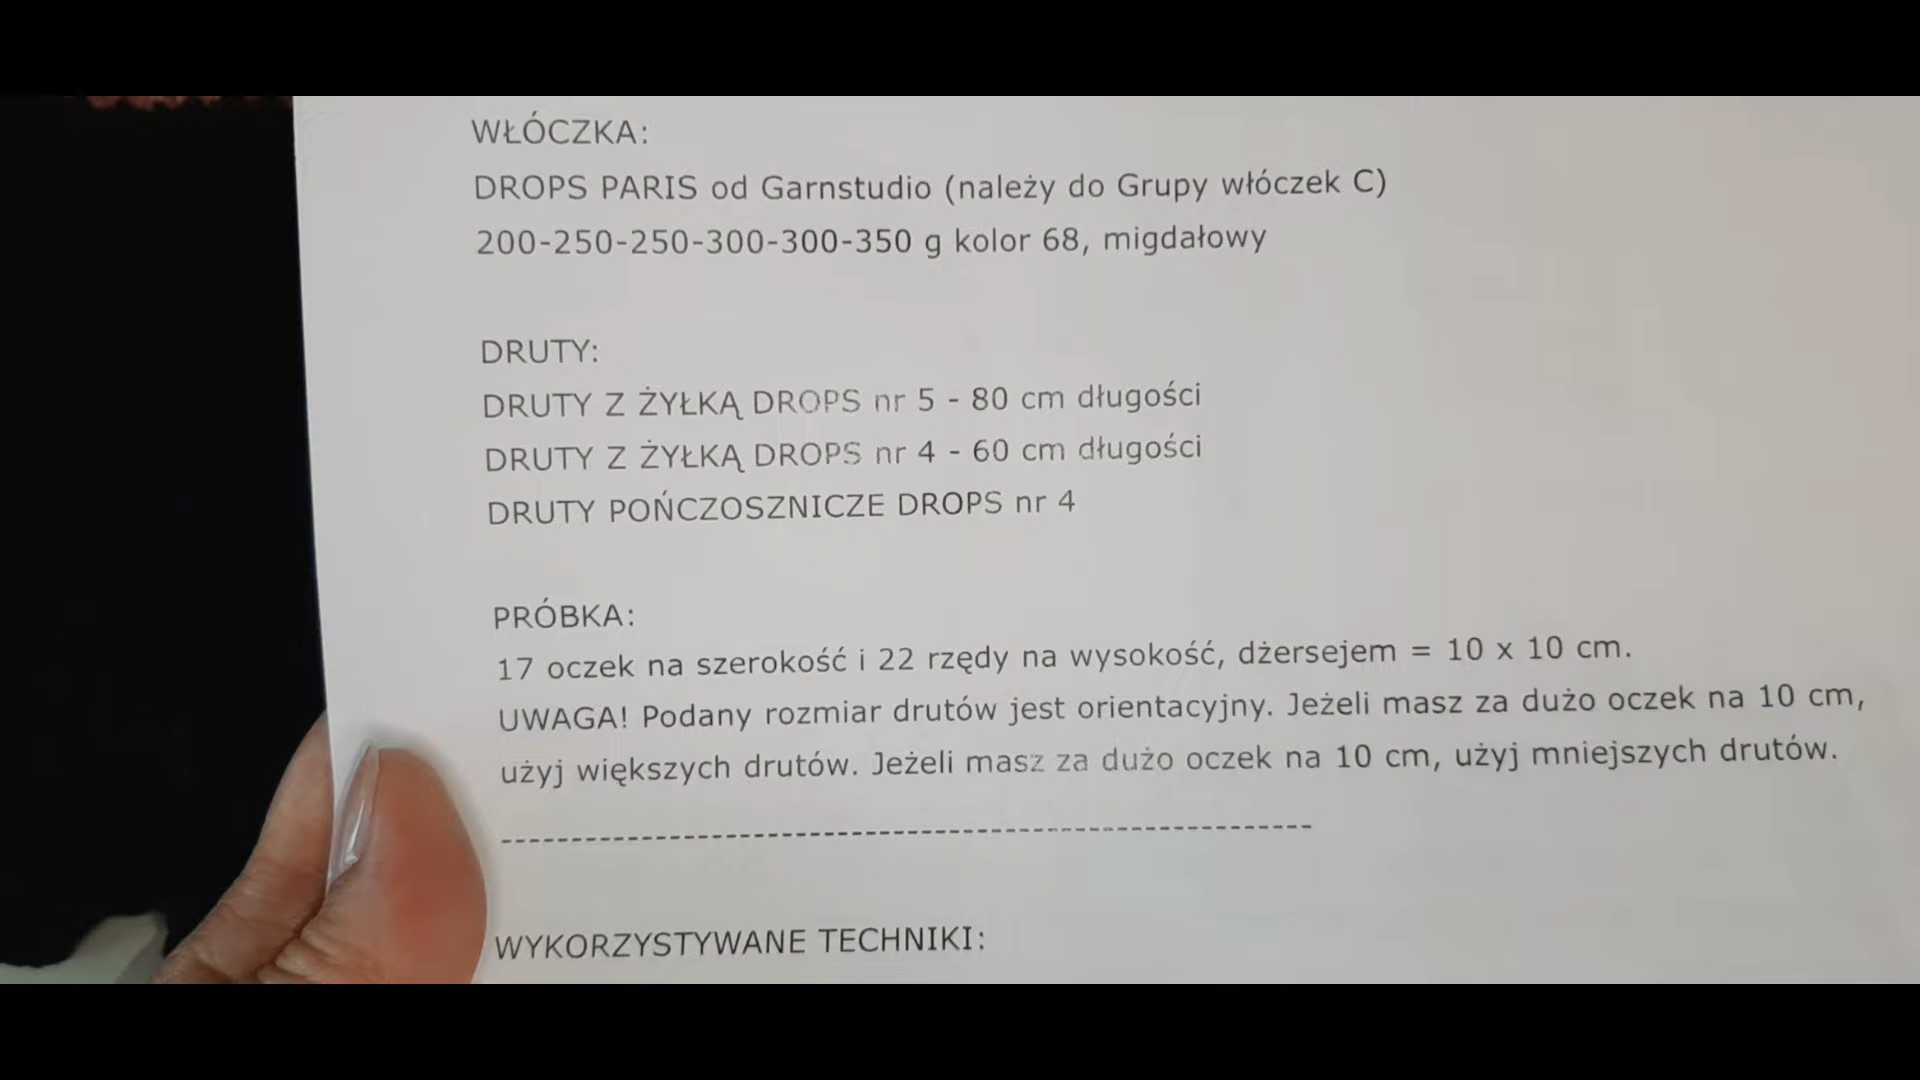 WŁÓCZKA:
DROPS PARIS od Garnstudio (należy do Grupy włóczek C)
200-250-250-300-300-350 g kolor 68, migdałowy
DRUTY:
DRUTY Z ŻYŁKĄ DROPS nr 5 - 80 cm długości
DRUTY Z ŻYŁKĄ DROPS nr 4 - 60 cm długości
DRUTY POŃCZOSZNICZE DROPS nr 4
PRÓBKA:
17 oczek na szerokość i 22 rzędy na wysokość, dżersejem = 10 x 10 cm.
UWAGA! Podany rozmiar drutów jest orientacyjny. Jeżeli masz za dużo oczek na 10 cm,
użyj większych drutów. Jeżeli masz za dużo oczek na 10 cm, użyj mniejszych drutów.
----------------------------------------------------------
WYKORZYSTYWANE TECHNIKI: